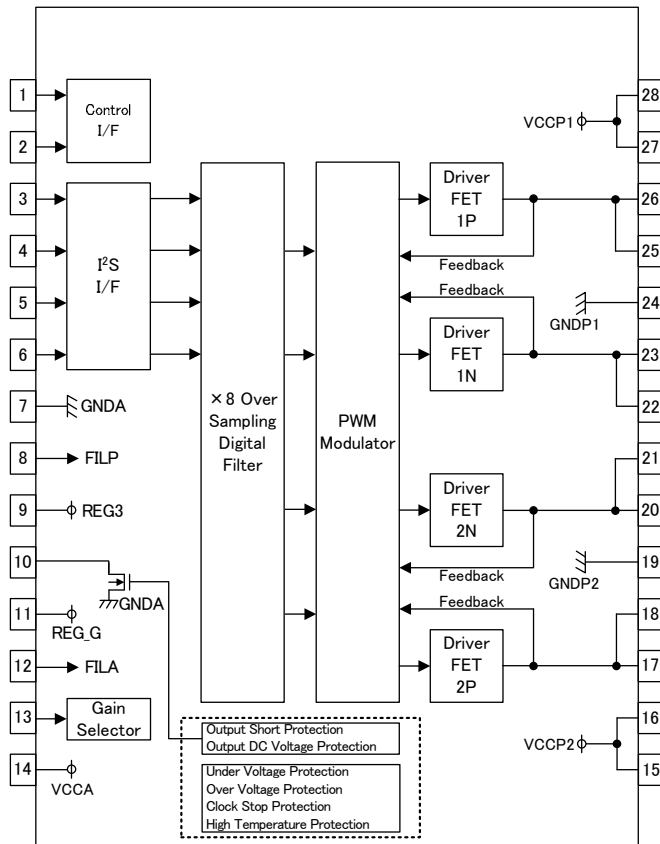 1
2
3
4
5
6
7
8
9
10
11
12
13
14
Control
I/F
I²S
I/F
GNDA
FILP
REG3
GNDA
REG_G
FILA
Gain
Selector
VCCA
×8 Over
Sampling
Digital
Filter
PWM
Modulator
Driver
FET
1P
Feedback
Feedback
Driver
FET
1N
Driver
FET
2N
Feedback
Feedback
Driver
FET
2P
Output Short Protection
Output DC Voltage Protection
Under Voltage Protection
Over Voltage Protection
Clock Stop Protection
High Temperature Protection
VCCP1
GNDP1
GNDP2
VCCP2
28
27
26
25
24
23
22
21
20
19
18
17
16
15